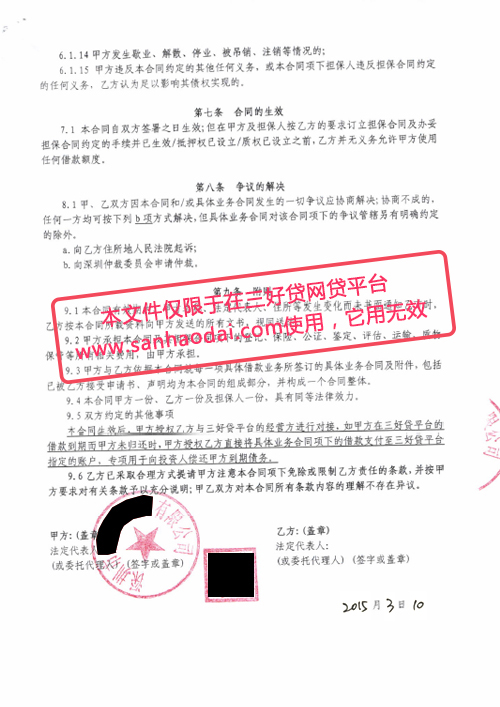 6.1.14 甲方发生歇业、解散、停业、被吊销、注销等情况的;
6.1.15 甲方违反本合同约定的其他任何义务，或本合同项下担保人违反担保合同约定
的任何义务，乙方认为足以影响其债权实现的。
第七条 合同的生效
7.1 本合同自双方签署之日生效;但在甲方及担保人按乙方的要求订立担保合同及办妥
担保合同约定的手续并已生效/抵押权已设立/质权已设立之前,乙方并无义务允许甲方使用
任何借款额度。
第八条 争议的解决
8.1 甲、乙双方因本合同和/或具体业务合同发生的一切争议应协商解决;协商不成的,
任何一方均可按下列 b 项方式解决,但具体业务合同对该合同项下的争议管辖另有明确约定
的除外。
a. 向乙方住所地人民法院起诉;
b. 向深圳仲裁委员会申请仲裁。
第九条 附则
本文件仅限于在三好贷网贷平台
www.sanhaodai.com使用，它用无效
9.1 本合同有效
乙方按本合同所载资料向甲方发送的所有文书，视同送达
9.2 甲方承担本合同及
登记、保险、公证、鉴定、评估、运输
保管等
相关费用，由甲方承担。
9.3 甲方与乙方依据本合同就每一项具体借款业务所签订的具体业务合同及附件，包括
已被乙方接受申请书、声明均为本合同的组成部分，并构成一个合同整体。
9.4 本合同甲方一份、乙方一份及担保人一份，具有同等法律效力。
9.5 双方约定的其他事项
本合同生效后，甲方授权乙方与三好贷平台的经营方进行对接，如甲方在三好贷平台的
借款到期而甲方未归还时,甲方授权乙方直接将具体业务合同项下的借款支付至三好贷平台
指定的账户，专项用于向投资人偿还甲方到期债务。
9.6 乙方已采取合理方式提请甲方注意本合同项下免除或限制乙方责任的条款,并按甲
方要求对有关条款予以充分说明;甲乙双方对本合同所有条款内容的理解不存在异议。
甲方: (盖章)
法定代表人
(或委托代理人) (签字或盖章)
深圳
有限公司
乙方: (盖章)
法定代表人:
(或委托代理人) (签字或盖章)
2015 月 3 日 10